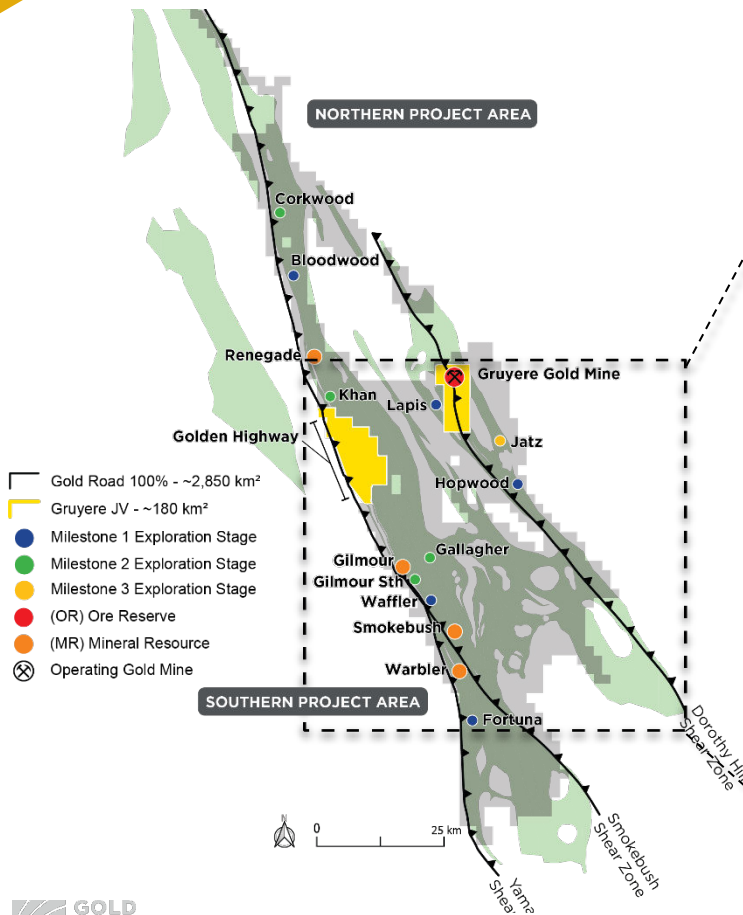 NORTHERN PROJECT AREA
Corkwood
Bloodwood
Renegade
Gruyere Gold Mine
Khan
Lapis
Golden Highway
Jatz
Hopwood
Gold Road 100% - ~2,850 km²
Gruyere JV - ~180 km²
Milestone 1 Exploration Stage
Milestone 2 Exploration Stage
Milestone 3 Exploration Stage
(OR) Ore Reserve
(MR) Mineral Resource
Operating Gold Mine
Gallagher
Gilmour
Gilmour Sth
Waffler
Smokebush
Warbler
SOUTHERN PROJECT AREA
Fortuna
Dorothy Hills
Shear Zone
Smokebush
Shear Zone
N
0
25 km
GOLD